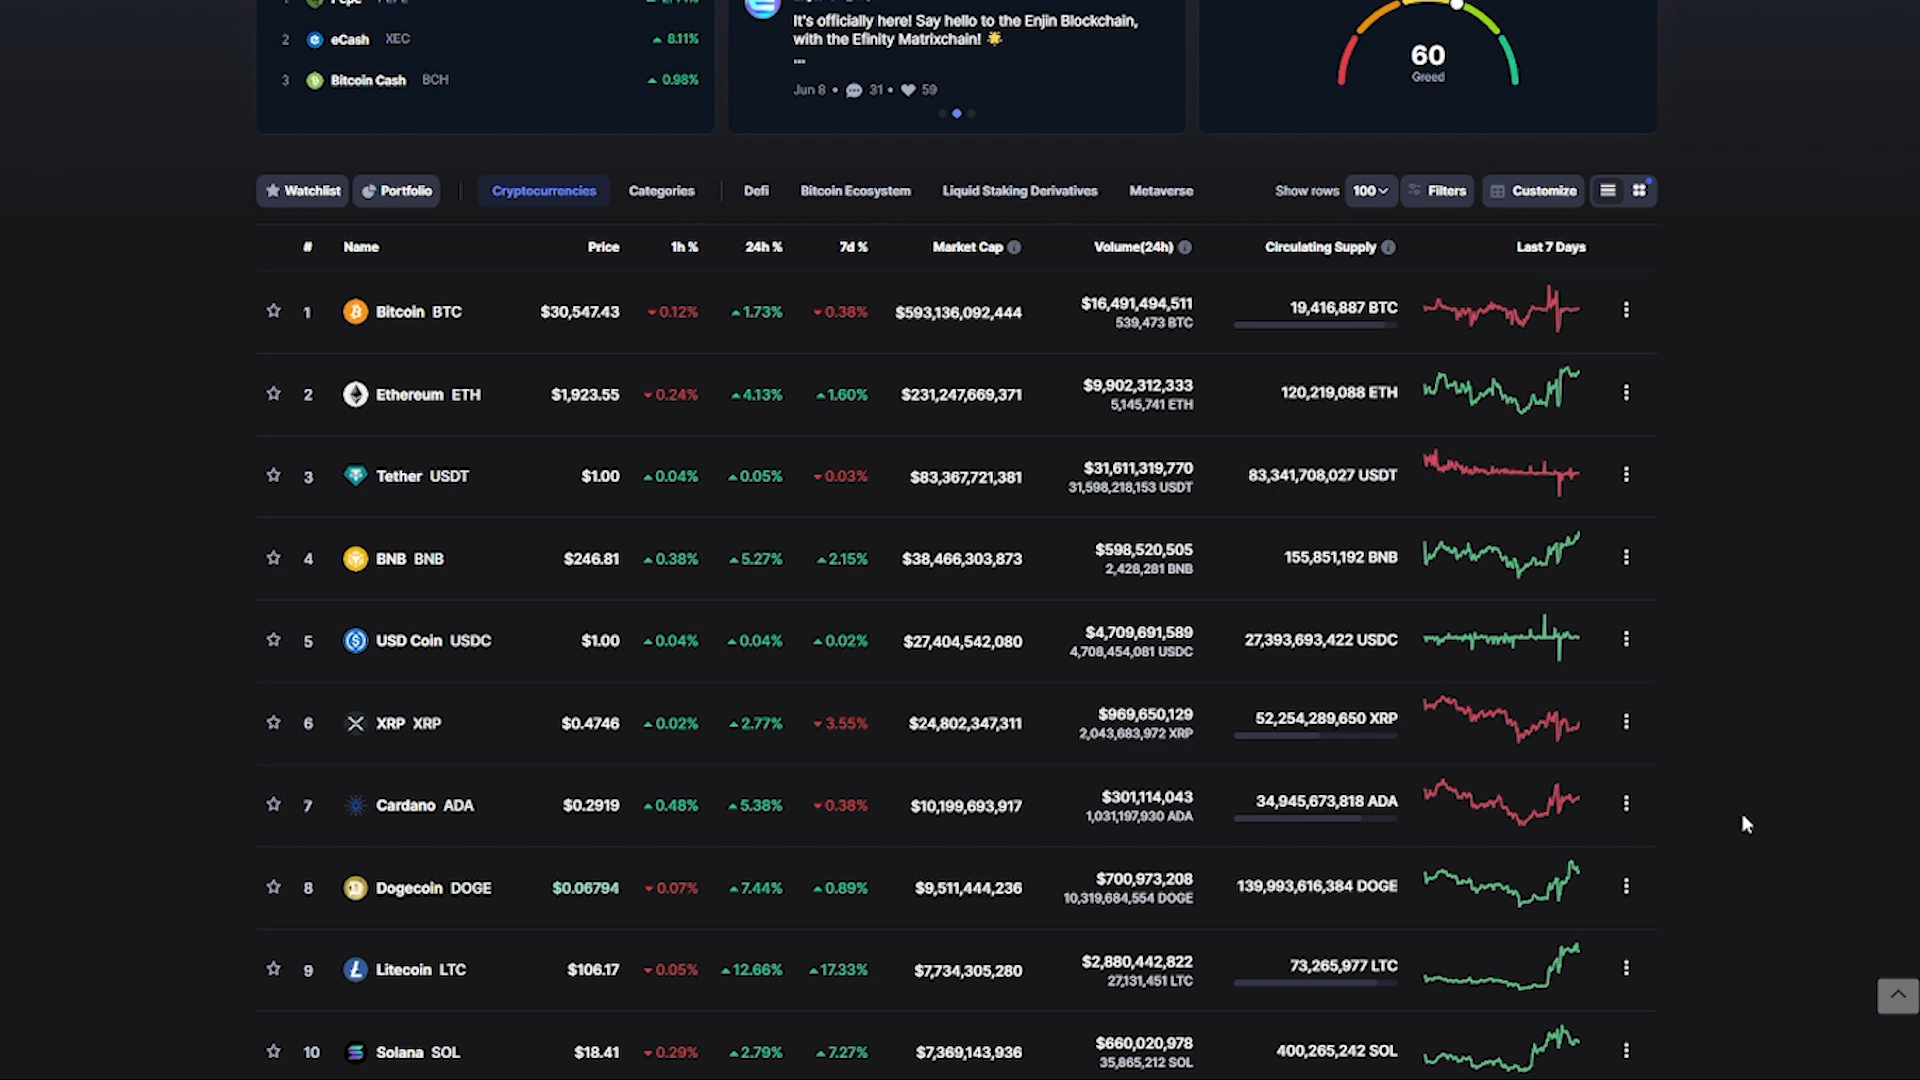 2 eCash XEC 8.11%
3 Bitcoin Cash BCH 0.98%
It's officially here! Say hello to the Enjin Blockchain,
with the Efinity Matrixchain! 🌟
...
Jun 8 • 31 • 59
60
Greed
Watchlist Portfolio Cryptocurrencies Categories Defi Bitcoin Ecosystem Liquid Staking Derivatives Metaverse Show rows 100 Filters Customize
# Name Price 1h % 24h % 7d % Market Cap Volume(24h) Circulating Supply Last 7 Days
1 Bitcoin BTC $30,547.43 0.12% 1.73% 0.38% $593,136,092,444 $16,491,494,511 19,416,887 BTC
539,473 BTC
2 Ethereum ETH $1,923.55 0.24% 4.13% 1.60% $231,247,669,371 $9,902,312,333 120,219,088 ETH
5,145,741 ETH
3 Tether USDT $1.00 0.04% 0.05% 0.03% $83,367,721,381 $31,611,319,770 83,341,708,027 USDT
31,598,218,153 USDT
4 BNB BNB $246.81 0.38% 5.27% 2.15% $38,466,303,873 $598,520,505 155,851,192 BNB
2,428,281 BNB
5 USD Coin USDC $1.00 0.04% 0.04% 0.02% $27,404,542,080 $4,709,691,589 27,393,693,422 USDC
4,708,454,081 USDC
6 XRP XRP $0.4746 0.02% 2.77% 3.55% $24,802,347,311 $969,650,129 52,254,289,650 XRP
2,043,683,972 XRP
7 Cardano ADA $0.2919 0.48% 5.38% 0.38% $10,199,693,917 $301,114,043 34,945,673,818 ADA
1,031,197,930 ADA
8 Dogecoin DOGE $0.06794 0.07% 7.44% 0.89% $9,511,444,236 $700,973,208 139,993,616,384 DOGE
10,319,684,554 DOGE
9 Litecoin LTC $106.17 0.05% 12.66% 17.33% $7,734,305,280 $2,880,442,822 73,265,977 LTC
27,131,451 LTC
10 Solana SOL $18.41 0.29% 2.79% 7.27% $7,369,143,936 $660,020,978 400,265,242 SOL
35,865,212 SOL